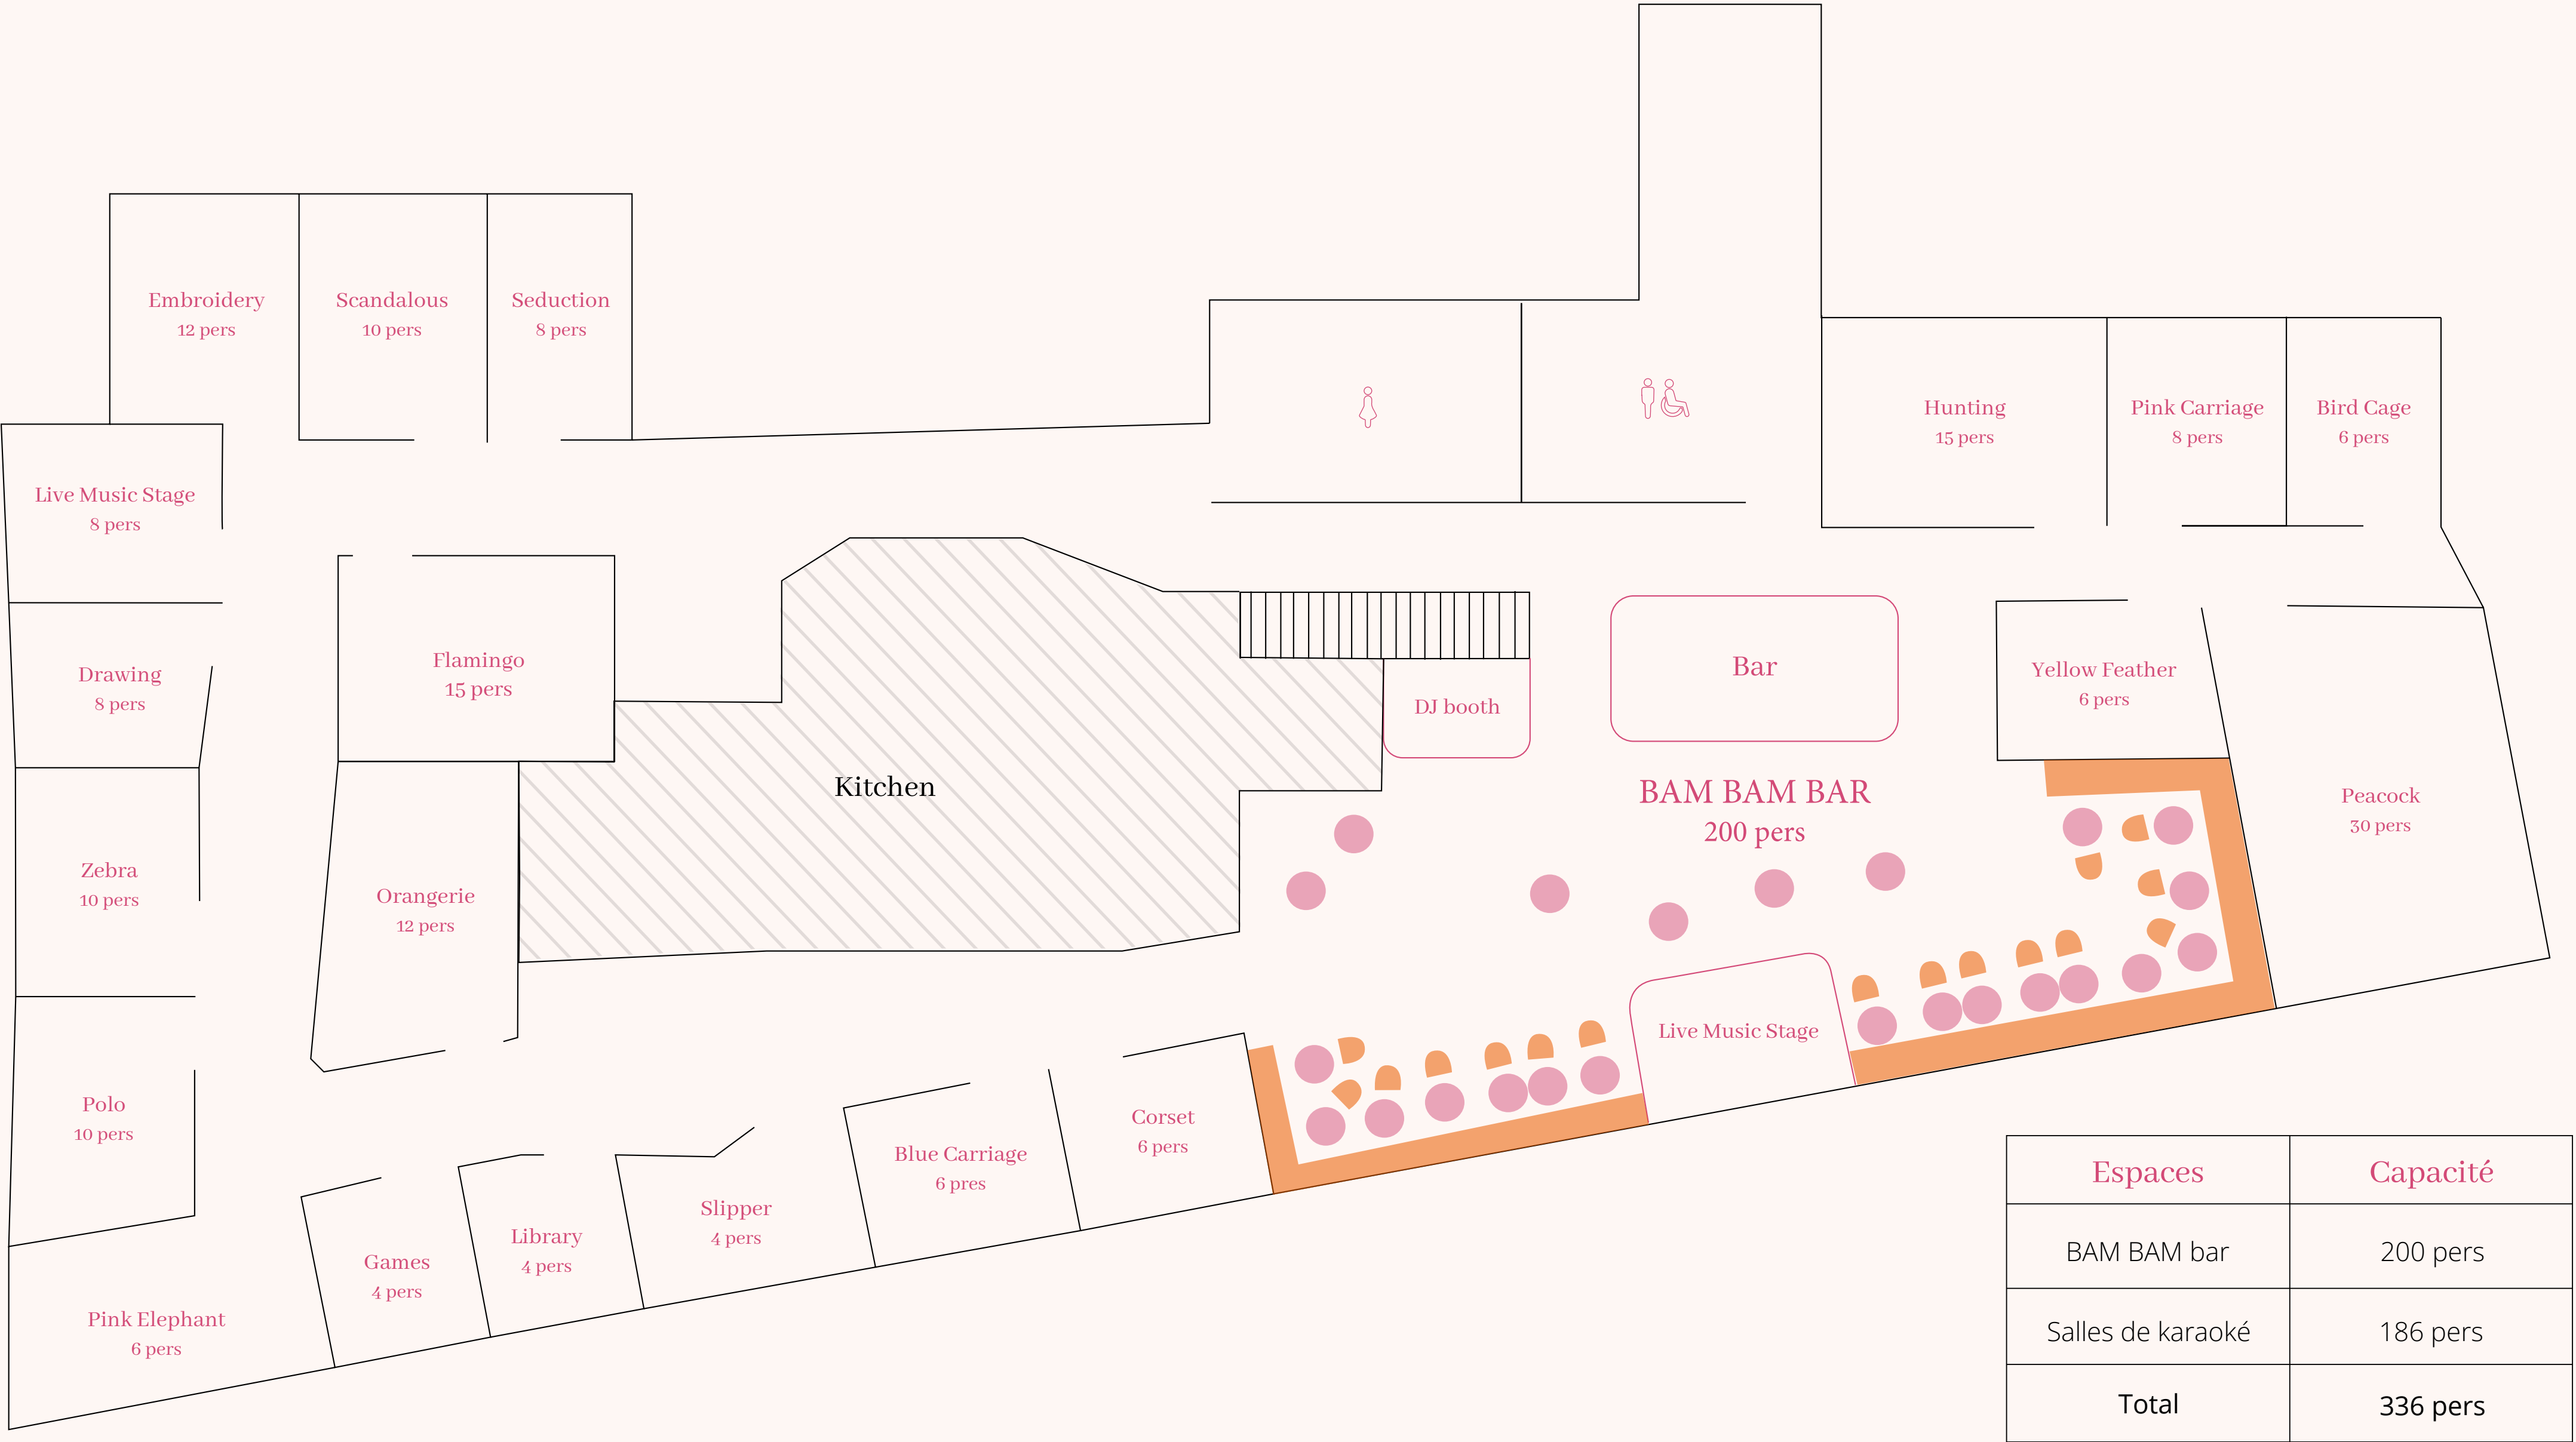 Embroidery
12 pers
Scandalous
10 pers
Seduction
8 pers
Hunting
15 pers
Pink Carriage
8 pers
Bird Cage
6 pers
Live Music Stage
8 pers
Drawing
8 pers
Flamingo
15 pers
Bar
DJ booth
Yellow Feather
6 pers
Kitchen
BAM BAM BAR
200 pers
Peacock
30 pers
Zebra
10 pers
Orangerie
12 pers
Live Music Stage
Polo
10 pers
Corset
6 pers
Blue Carriage
6 pres
Slipper
4 pers
Library
4 pers
Games
4 pers
Pink Elephant
6 pers
Espaces Capacité
BAM BAM bar 200 pers
Salles de karaoké 186 pers
Total 336 pers